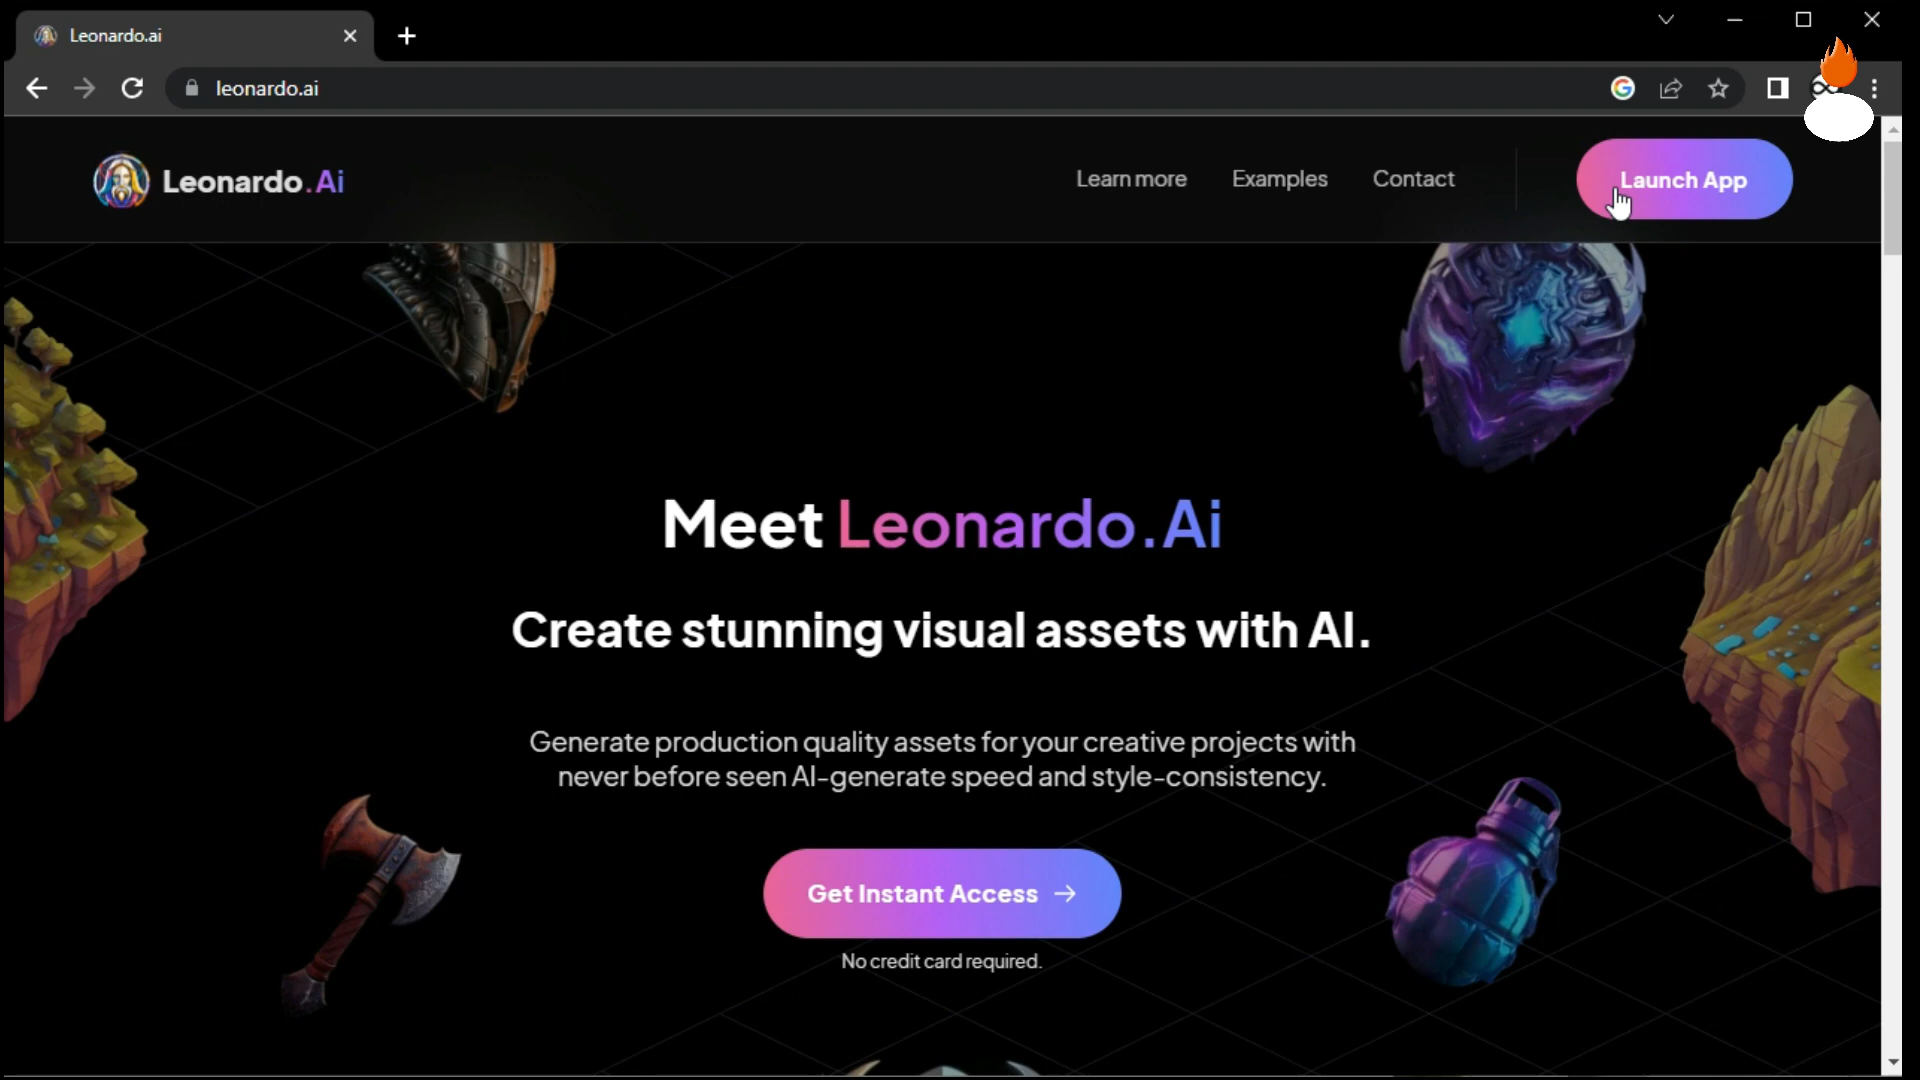 Leonardo.ai
leonardo.ai
Leonardo.Ai
Learn more
Examples
Contact
Launch App
Meet Leonardo.Ai
Create stunning visual assets with AI.
Generate production quality assets for your creative projects with
never before seen AI-generate speed and style-consistency.
Get Instant Access →
No credit card required.